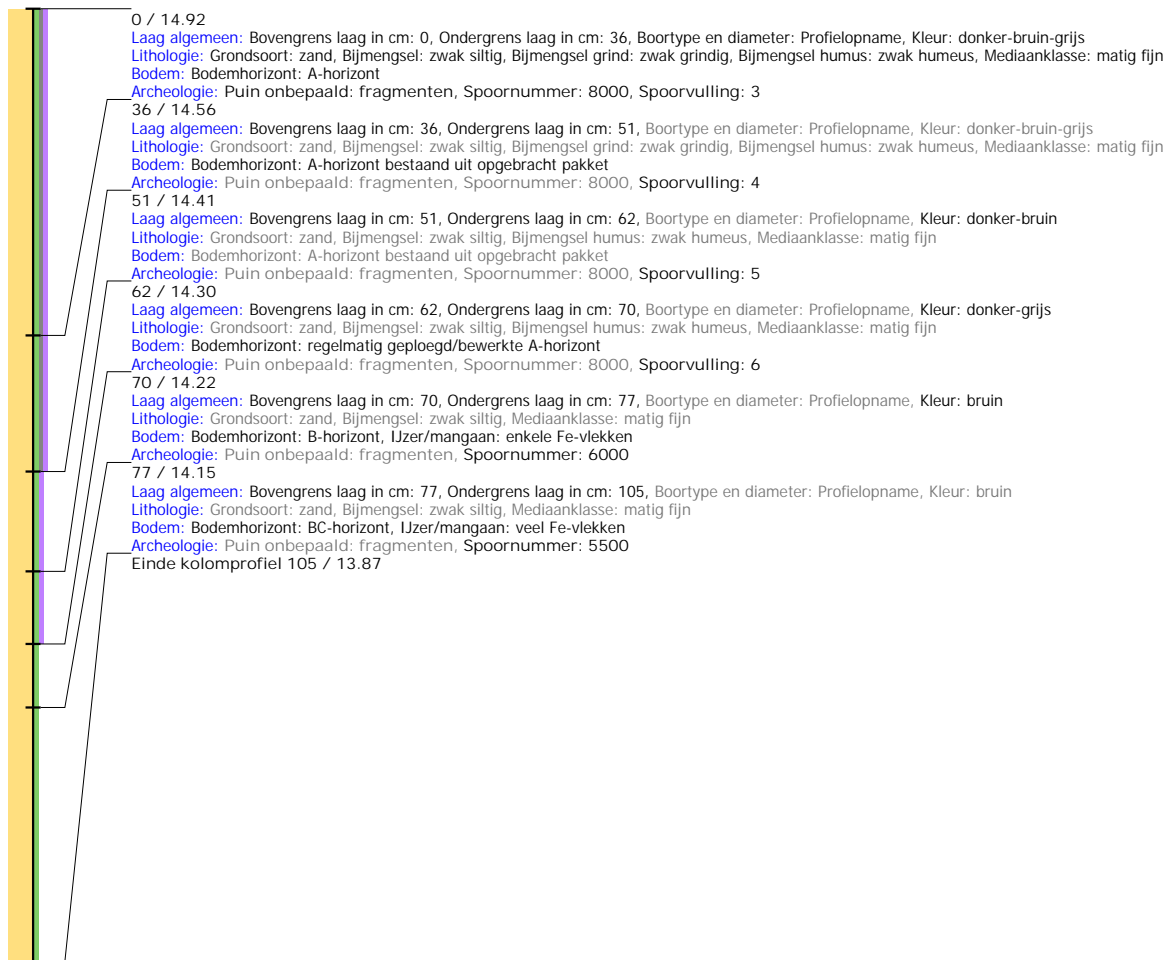 0 / 14.92
Laag algemeen: Bovengrens laag in cm: 0, Ondergrens laag in cm: 36, Boortype en diameter: Profielopname, Kleur: donker-bruin-grijs
Lithologie: Grondsoort: zand, Bijmengsel: zwak siltig, Bijmengsel grind: zwak grindig, Bijmengsel humus: zwak humeus, Mediaanklasse: matig fijn
Bodem: Bodemhorizont: A-horizont
Archeologie: Puin onbepaald: fragmenten, Spoornummer: 8000, Spoorvulling: 3
36 / 14.56
Laag algemeen: Bovengrens laag in cm: 36, Ondergrens laag in cm: 51, Boortype en diameter: Profielopname, Kleur: donker-bruin-grijs
Lithologie: Grondsoort: zand, Bijmengsel: zwak siltig, Bijmengsel grind: zwak grindig, Bijmengsel humus: zwak humeus, Mediaanklasse: matig fijn
Bodem: Bodemhorizont: A-horizont bestaand uit opgebracht pakket
Archeologie: Puin onbepaald: fragmenten, Spoornummer: 8000, Spoorvulling: 4
51 / 14.41
Laag algemeen: Bovengrens laag in cm: 51, Ondergrens laag in cm: 62, Boortype en diameter: Profielopname, Kleur: donker-bruin
Lithologie: Grondsoort: zand, Bijmengsel: zwak siltig, Bijmengsel humus: zwak humeus, Mediaanklasse: matig fijn
Bodem: Bodemhorizont: A-horizont bestaand uit opgebracht pakket
Archeologie: Puin onbepaald: fragmenten, Spoornummer: 8000, Spoorvulling: 5
62 / 14.30
Laag algemeen: Bovengrens laag in cm: 62, Ondergrens laag in cm: 70, Boortype en diameter: Profielopname, Kleur: donker-grijs
Lithologie: Grondsoort: zand, Bijmengsel: zwak siltig, Bijmengsel humus: zwak humeus, Mediaanklasse: matig fijn
Bodem: Bodemhorizont: regelmatig geploegd/bewerkte A-horizont
Archeologie: Puin onbepaald: fragmenten, Spoornummer: 8000, Spoorvulling: 6
70 / 14.22
Laag algemeen: Bovengrens laag in cm: 70, Ondergrens laag in cm: 77, Boortype en diameter: Profielopname, Kleur: bruin
Lithologie: Grondsoort: zand, Bijmengsel: zwak siltig, Mediaanklasse: matig fijn
Bodem: Bodemhorizont: B-horizont, IJzer/mangaan: enkele Fe-vlekken
Archeologie: Puin onbepaald: fragmenten, Spoornummer: 6000
77 / 14.15
Laag algemeen: Bovengrens laag in cm: 77, Ondergrens laag in cm: 105, Boortype en diameter: Profielopname, Kleur: bruin
Lithologie: Grondsoort: zand, Bijmengsel: zwak siltig, Mediaanklasse: matig fijn
Bodem: Bodemhorizont: BC-horizont, IJzer/mangaan: veel Fe-vlekken
Archeologie: Puin onbepaald: fragmenten, Spoornummer: 5500
Einde kolomprofiel 105 / 13.87